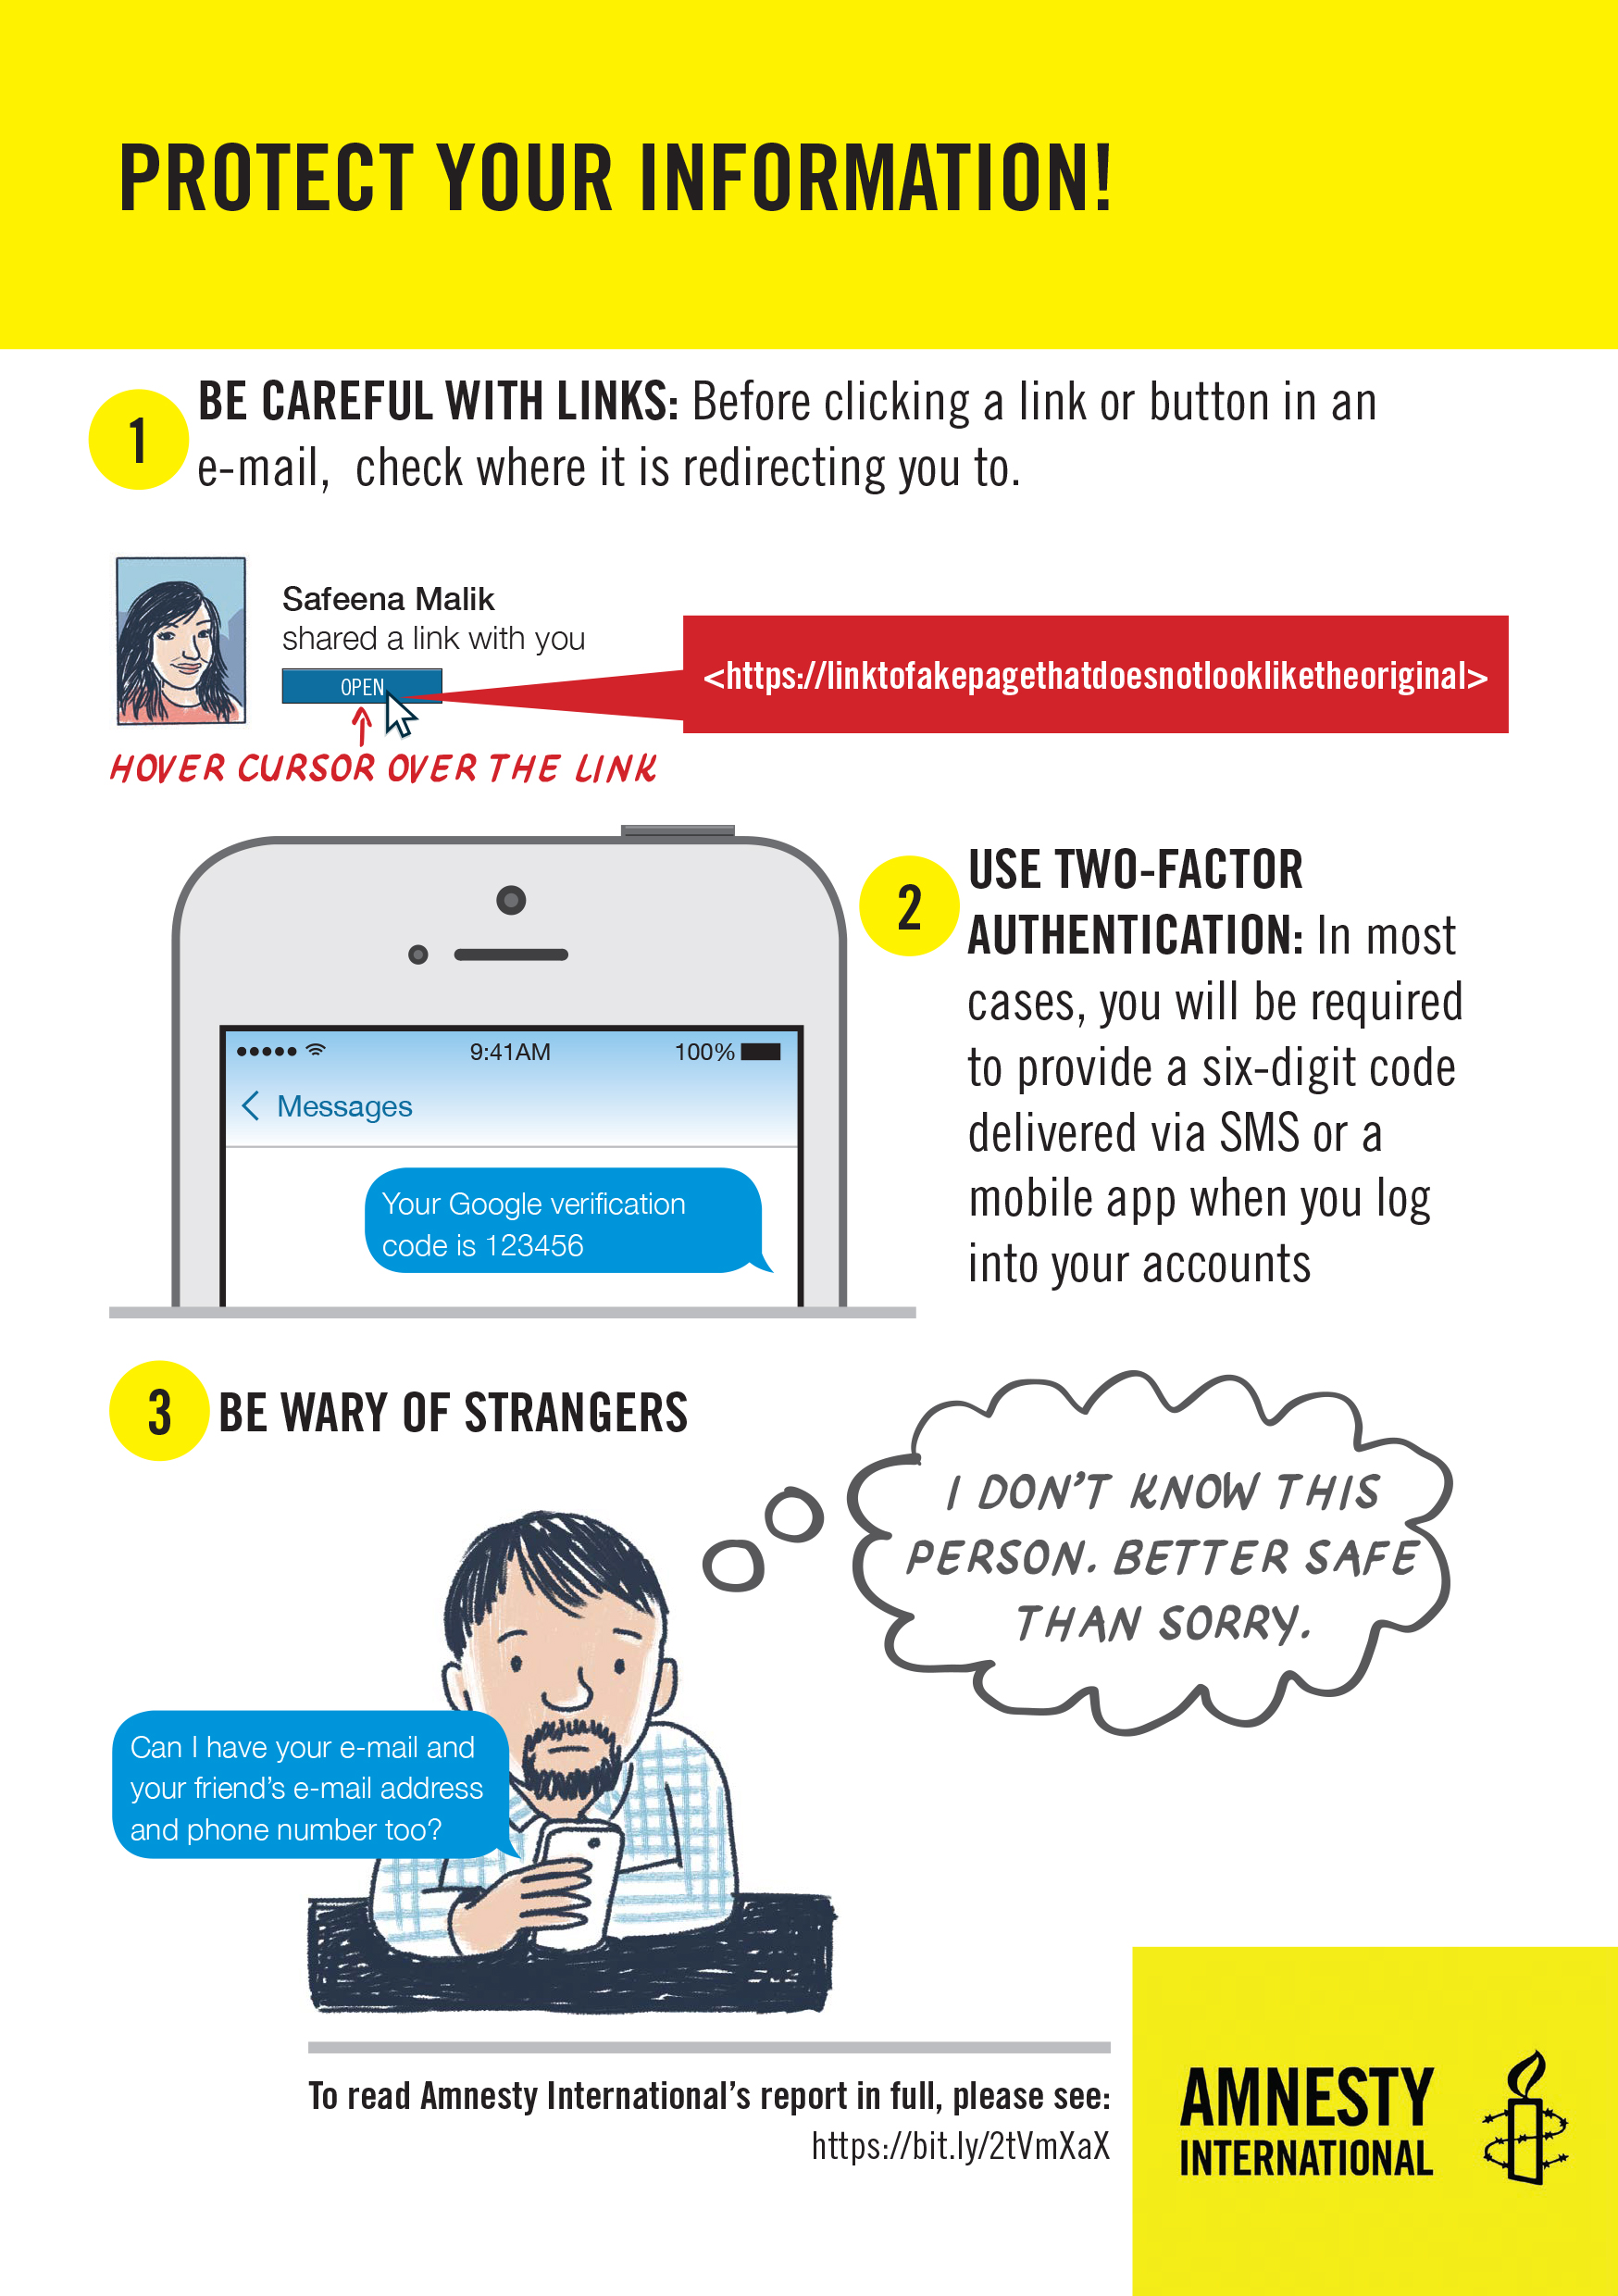 PROTECT YOUR INFORMATION!
1
BE CAREFUL WITH LINKS: Before clicking a link or button in an
e-mail, check where it is redirecting you to.
Safeena Malik
shared a link with you
OPEN
<https://linktofakepagethatdoesnotlookliketheoriginal>
HOVER CURSOR OVER THE LINK
2
USE TWO-FACTOR
AUTHENTICATION: In most
cases, you will be required
to provide a six-digit code
delivered via SMS or a
mobile app when you log
into your accounts
9:41AM
100%
Messages
Your Google verification
code is 123456
3
BE WARY OF STRANGERS
I DON'T KNOW THIS
PERSON. BETTER SAFE
THAN SORRY.
Can I have your e-mail and
your friend's e-mail address
and phone number too?
To read Amnesty International's report in full, please see:
https://bit.ly/2tVmXaX
AMNESTY
INTERNATIONAL